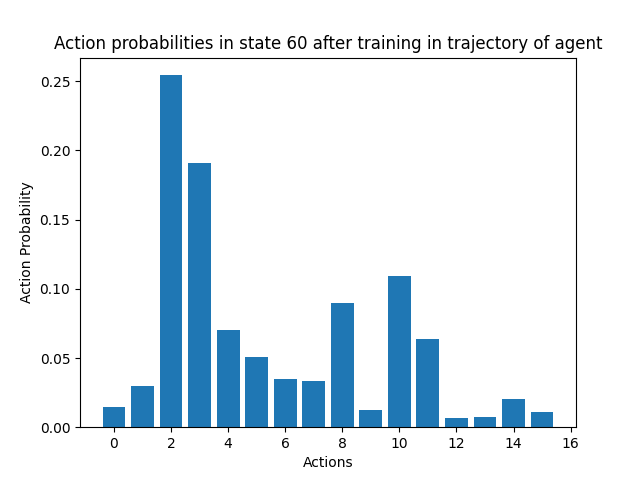 Action probabilities in state 60 after training in trajectory of agent
0.25
0.20
0.15
0.10
0.05
0.00
Action Probability
0 2 4 6 8 10 12 14 16
Actions